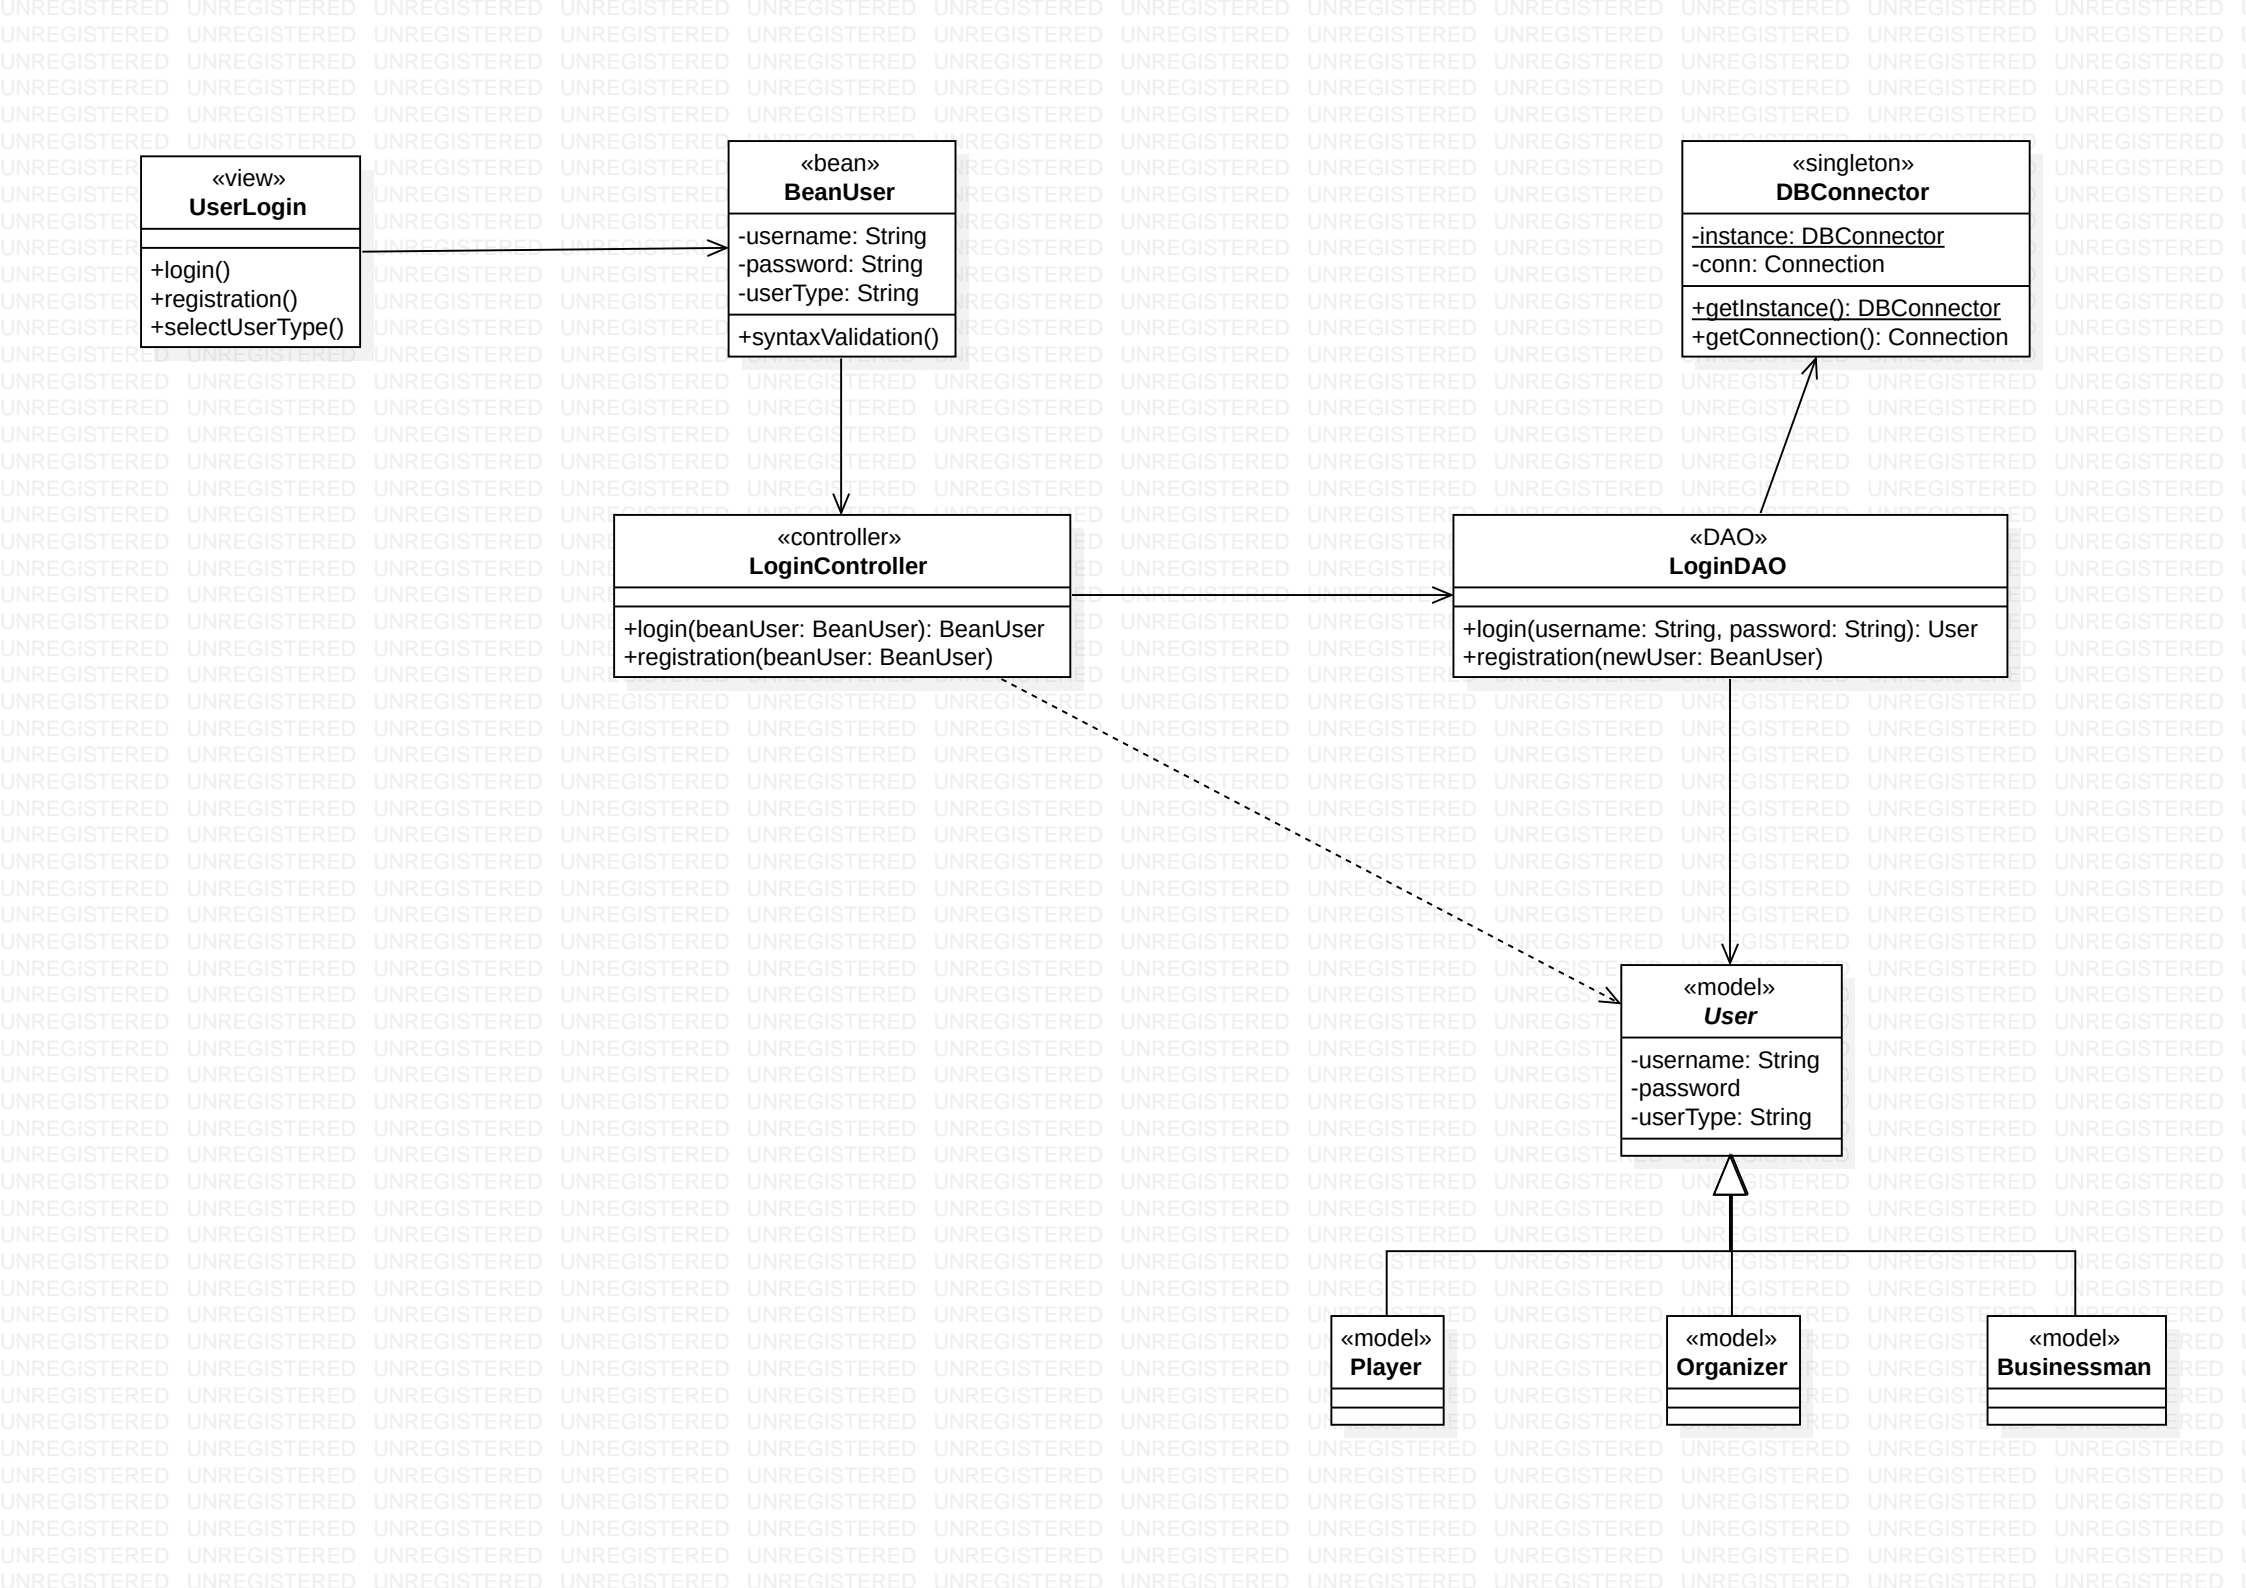 «view»
UserLogin
+login()
+registration()
+selectUserType()
«bean»
BeanUser
-username: String
-password: String
-userType: String
+syntaxValidation()
«singleton»
DBConnector
-instance: DBConnector
-conn: Connection
+getInstance(): DBConnector
+getConnection(): Connection
«controller»
LoginController
+login(beanUser: BeanUser): BeanUser
+registration(beanUser: BeanUser)
«DAO»
LoginDAO
+login(username: String, password: String): User
+registration(newUser: BeanUser)
«model»
User
-username: String
-password
-userType: String
«model»
Player
«model»
Organizer
«model»
Businessman
UNREGISTERED